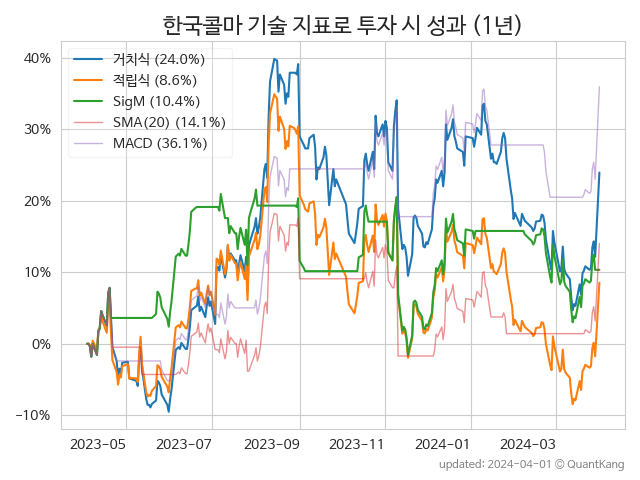 한국콜마 기술 지표로 투자 시 성과 (1년)
거치식 (24.0%)
적립식 (8.6%)
SigM (10.4%)
SMA(20) (14.1%)
MACD (36.1%)
40%
30%
20%
10%
0%
−10%
2023-05 2023-07 2023-09 2023-11 2024-01 2024-03
updated: 2024-04-01 © QuantKang